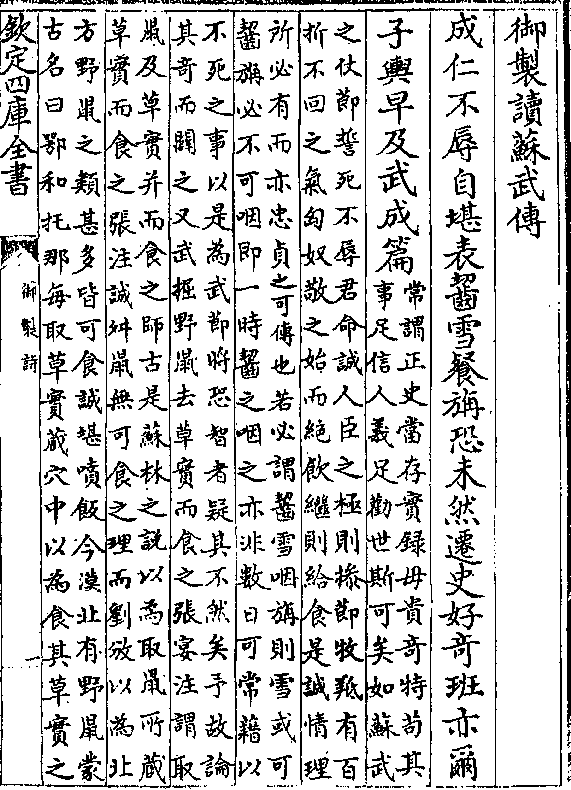 御製讀蘇武傳
成仁不辱自堪表齧雪餐旃恐未然遷史好奇班亦爾
子輿早及武成篇
常謂正史當存實録毋貴奇特苟其
事足信人義足勸世斯可矣如蘇武
之仗節誓死不辱君命誠人臣之極則掺節牧羝有百
折不回之氣匈奴敬之始而絶飲繼則給食是誠情理
所必有而亦忠貞之可傳也若必謂齧雪咽旃則雪或可
齧旃必不可咽即一時齧之咽之亦非數日可常藉以
不死之事以是為武節將恐智者疑其不然矣予故論
其奇而闢之又武掘野鼠去草實而食之張宴注謂取
鼠及草實并而食之師古是蘇林之説以為取鼠所蔵
草實而食之張注誠舛鼠無可食之理而劉攽以為北
方野鼠之類甚多皆可食誠堪噴飯今漠北有野鼠蒙
古名曰鄂和托那每取草實蔵穴中以為食其草實之
欽定四庫全書
御製詩
一